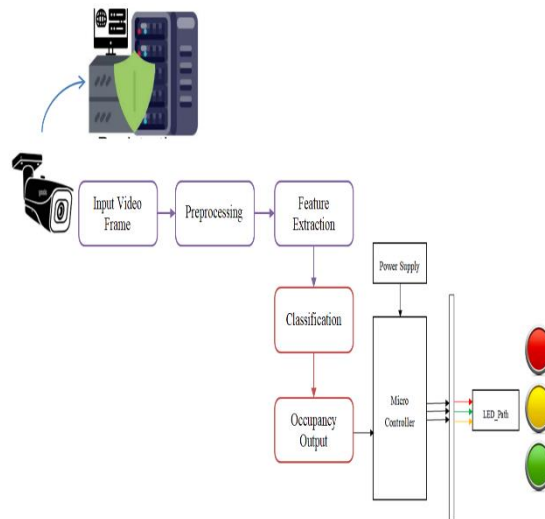 Input Video
Frame
Preprocessing
Feature
Extraction
Power Supply
Classification
Micro
Controller
LED_Path
Occupancy
Output